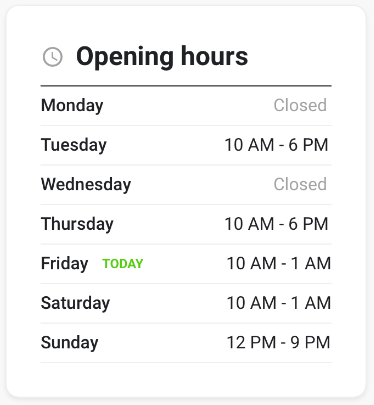 Opening hours
Monday Closed
Tuesday 10 AM - 6 PM
Wednesday Closed
Thursday 10 AM - 6 PM
Friday TODAY 10 AM - 1 AM
Saturday 10 AM - 1 AM
Sunday 12 PM - 9 PM